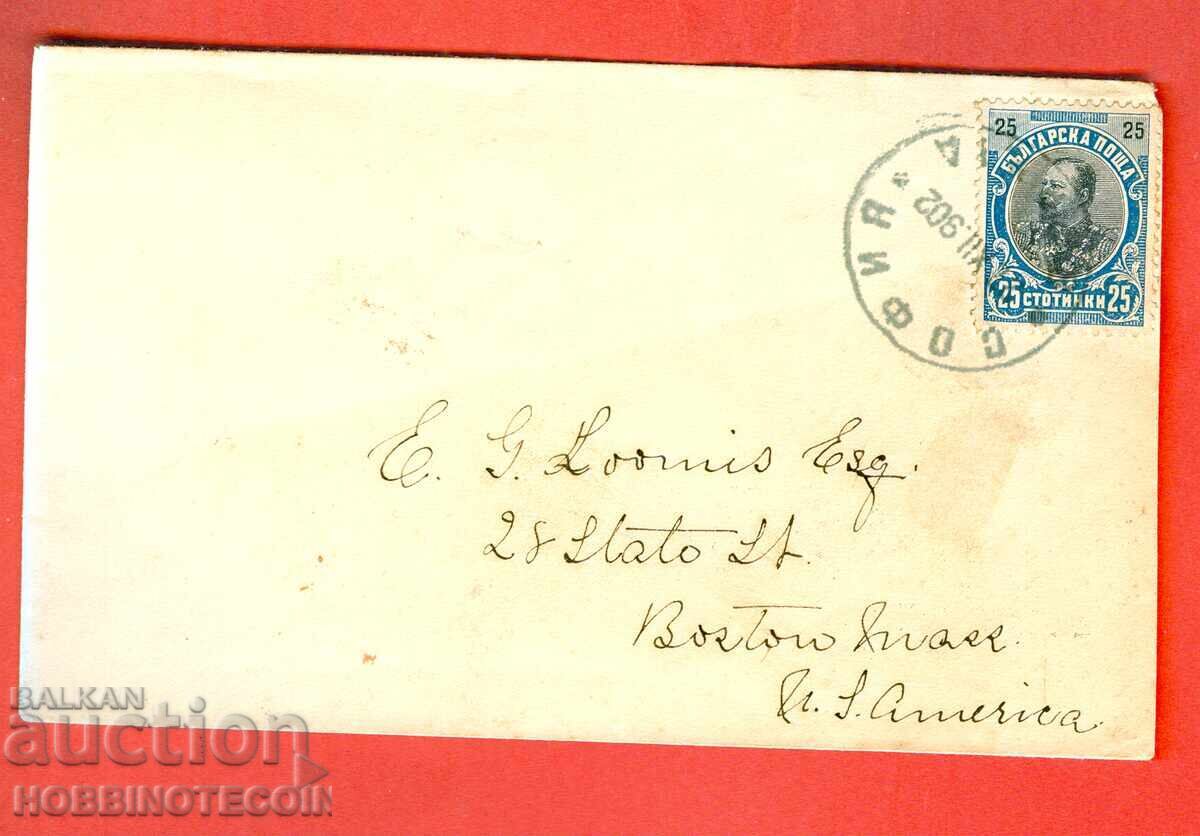 25 25
БЪЛГАРСКА ПОЩА
25 СТОТИНКИ 25
СОФИЯ
VIII.902
E. G. Loomis Esq.
28 State St.
Boston Mass.
U. S. America.
BALKAN
auction
HOBBINOTECOIN